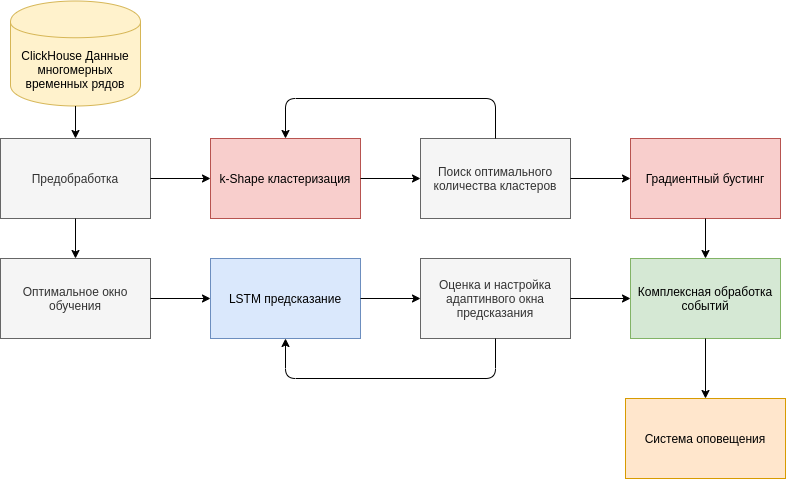 ClickHouse Данные
многомерных
временных рядов
Предобработка
k-Shape кластеризация
Поиск оптимального
количества кластеров
Градиентный бустинг
Оптимальное окно
обучения
LSTM предсказание
Оценка и настройка
адаптинвого окна
предсказания
Комплексная обработка
событий
Система оповещения